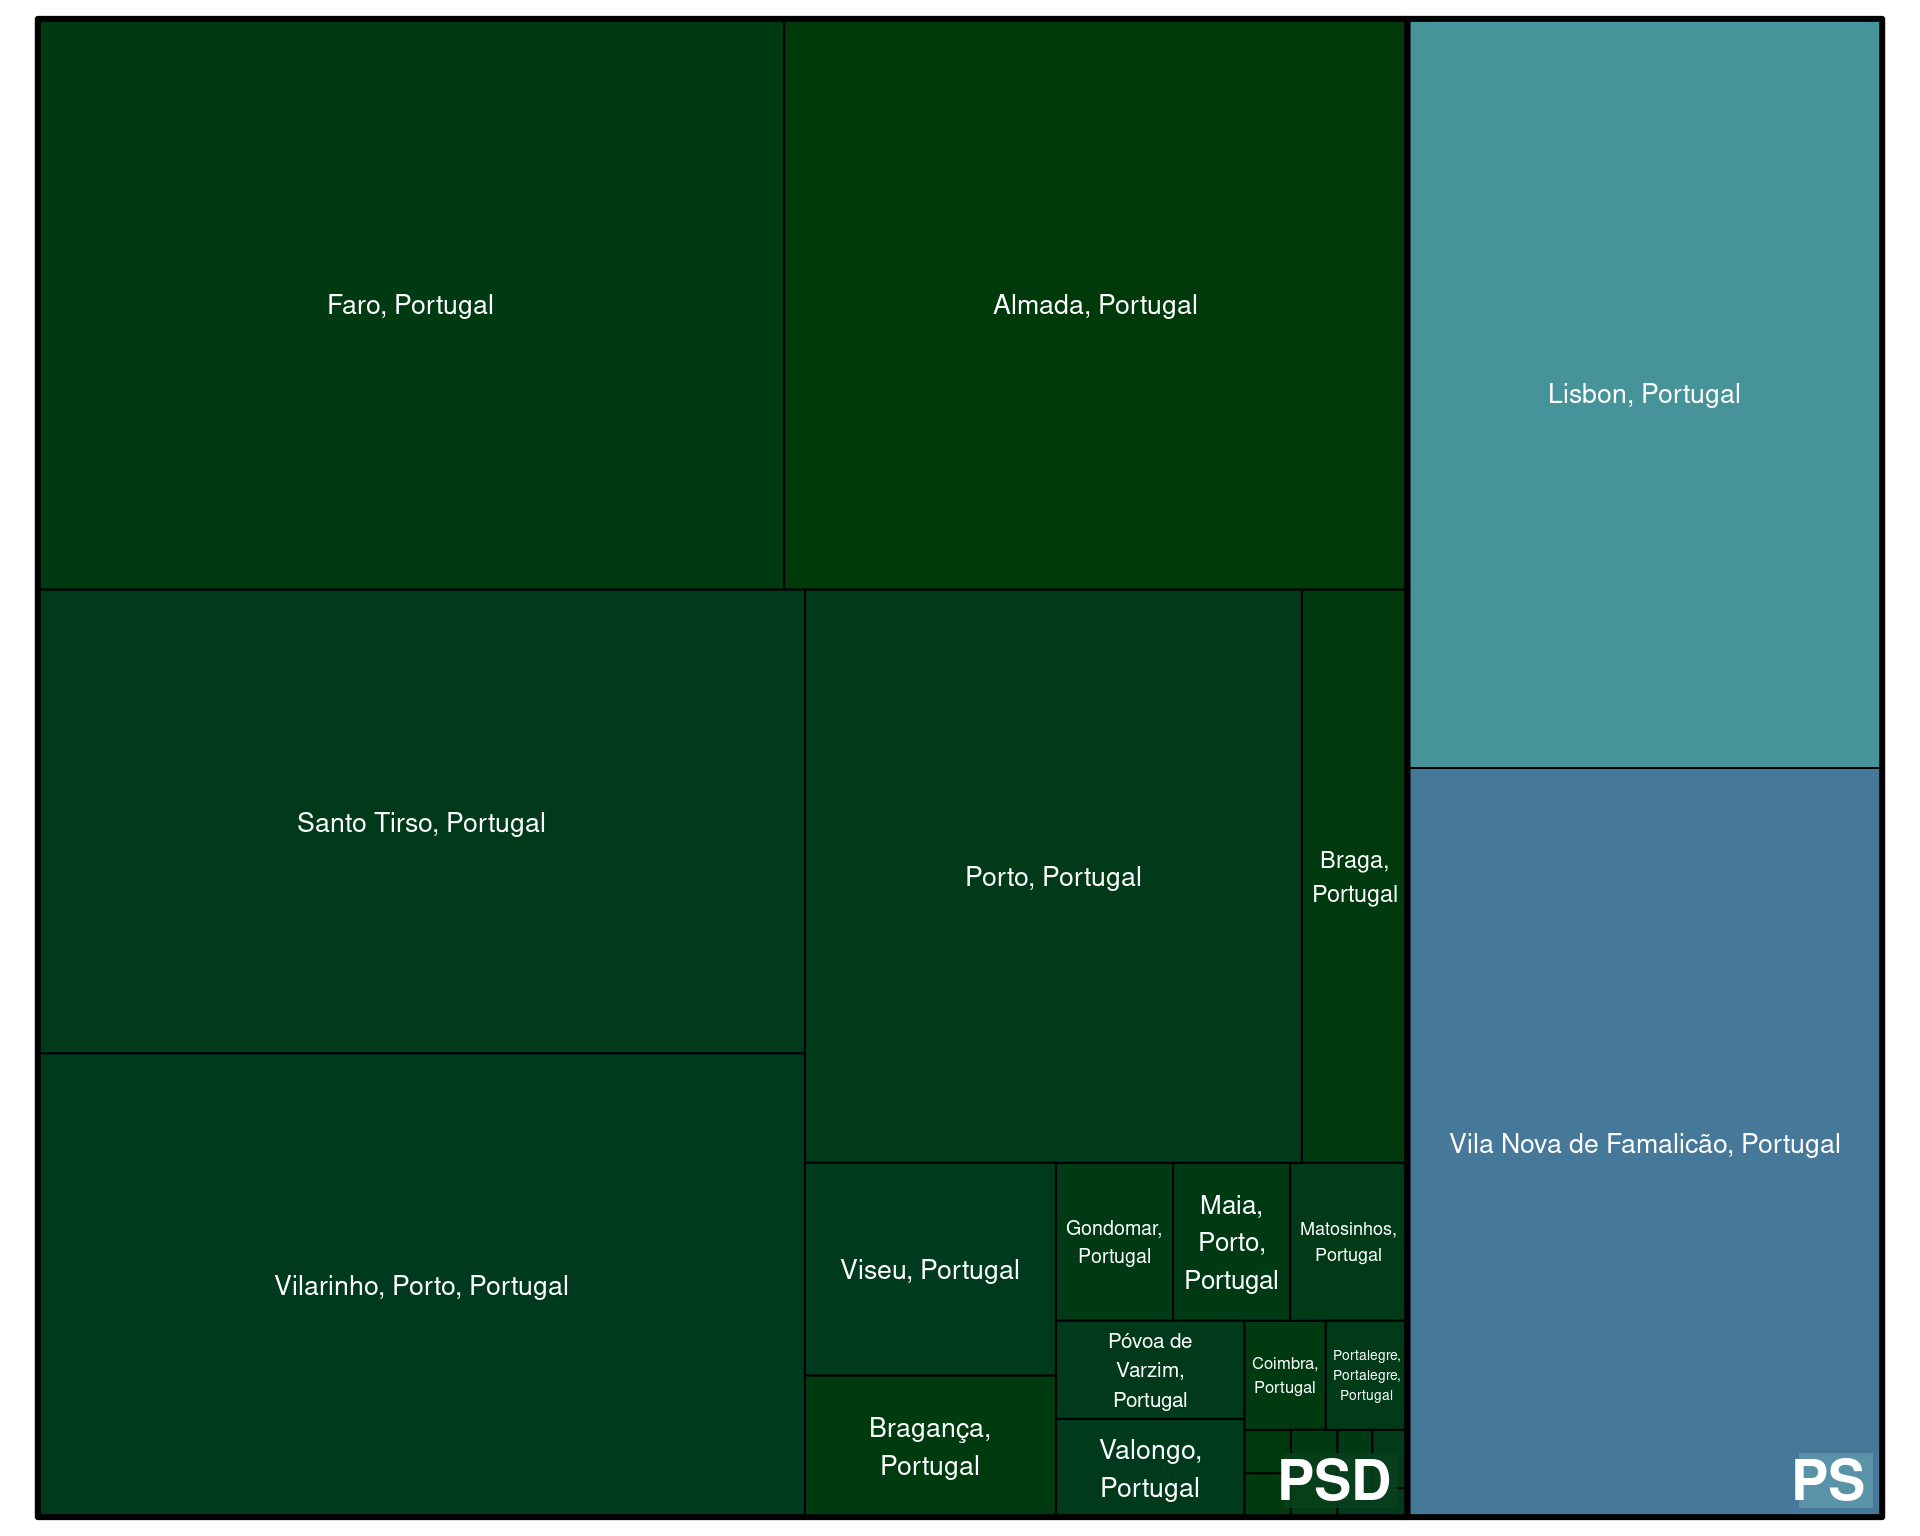 Faro, Portugal
Almada, Portugal
Lisbon, Portugal
Santo Tirso, Portugal
Porto, Portugal
Braga,
Portugal
Vila Nova de Famalicão, Portugal
Vilarinho, Porto, Portugal
Viseu, Portugal
Gondomar,
Portugal
Maia,
Porto,
Portugal
Matosinhos,
Portugal
Póvoa de
Varzim,
Portugal
Coimbra,
Portugal
Portalegre,
Portalegre,
Portugal
Bragança,
Portugal
Valongo,
Portugal
PSD
PS